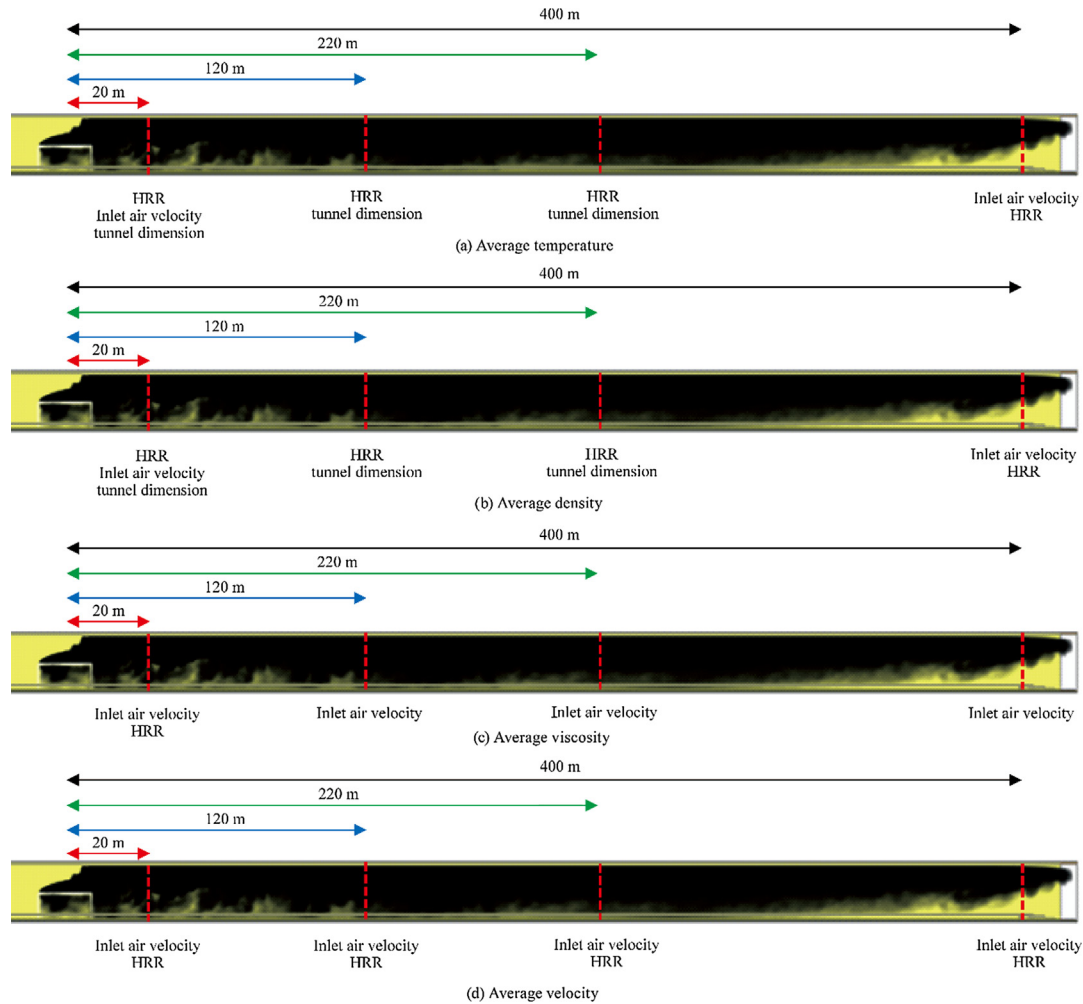 400 m
220 m
120 m
20 m
HRR
Inlet air velocity
tunnel dimension
HRR
tunnel dimension
HRR
tunnel dimension
Inlet air velocity
HRR
(a) Average temperature
400 m
220 m
120 m
20 m
HRR
Inlet air velocity
tunnel dimension
HRR
tunnel dimension
HRR
tunnel dimension
Inlet air velocity
HRR
(b) Average density
400 m
220 m
120 m
20 m
Inlet air velocity
HRR
Inlet air velocity
Inlet air velocity
Inlet air velocity
(c) Average viscosity
400 m
220 m
120 m
20 m
Inlet air velocity
HRR
Inlet air velocity
HRR
Inlet air velocity
HRR
Inlet air velocity
HRR
(d) Average velocity